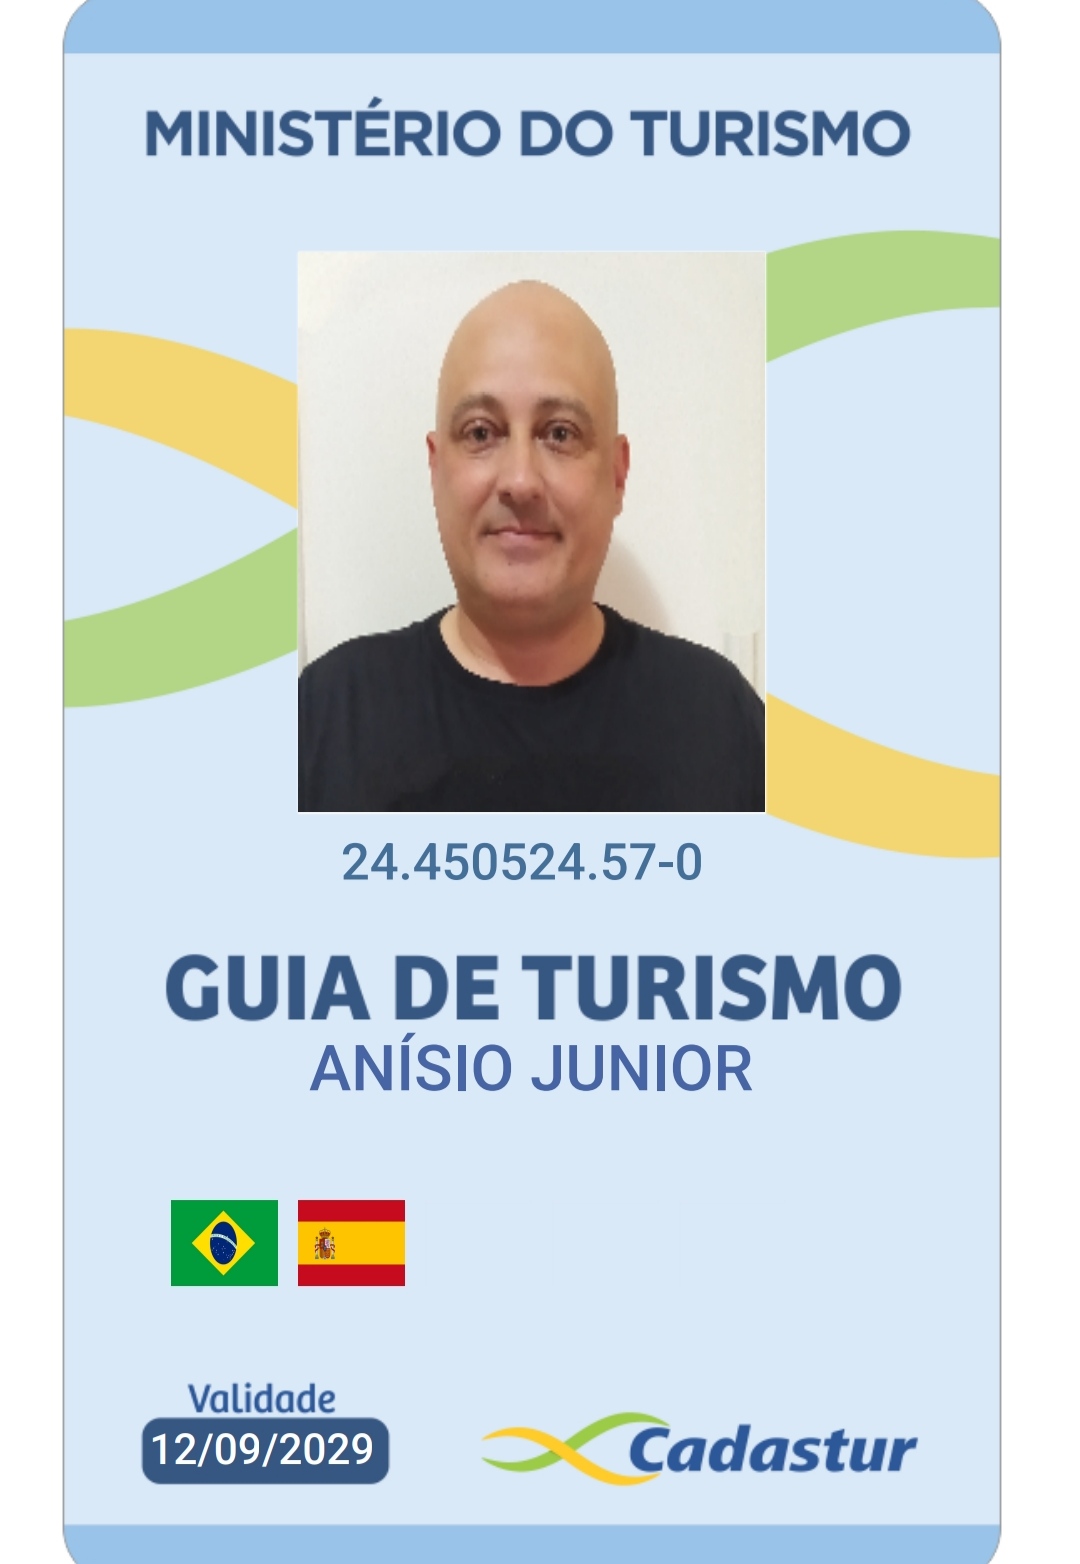 MINISTÉRIO DO TURISMO
24.450524.57-0
GUIA DE TURISMO
ANÍSIO JUNIOR
Validade
12/09/2029
Cadastur